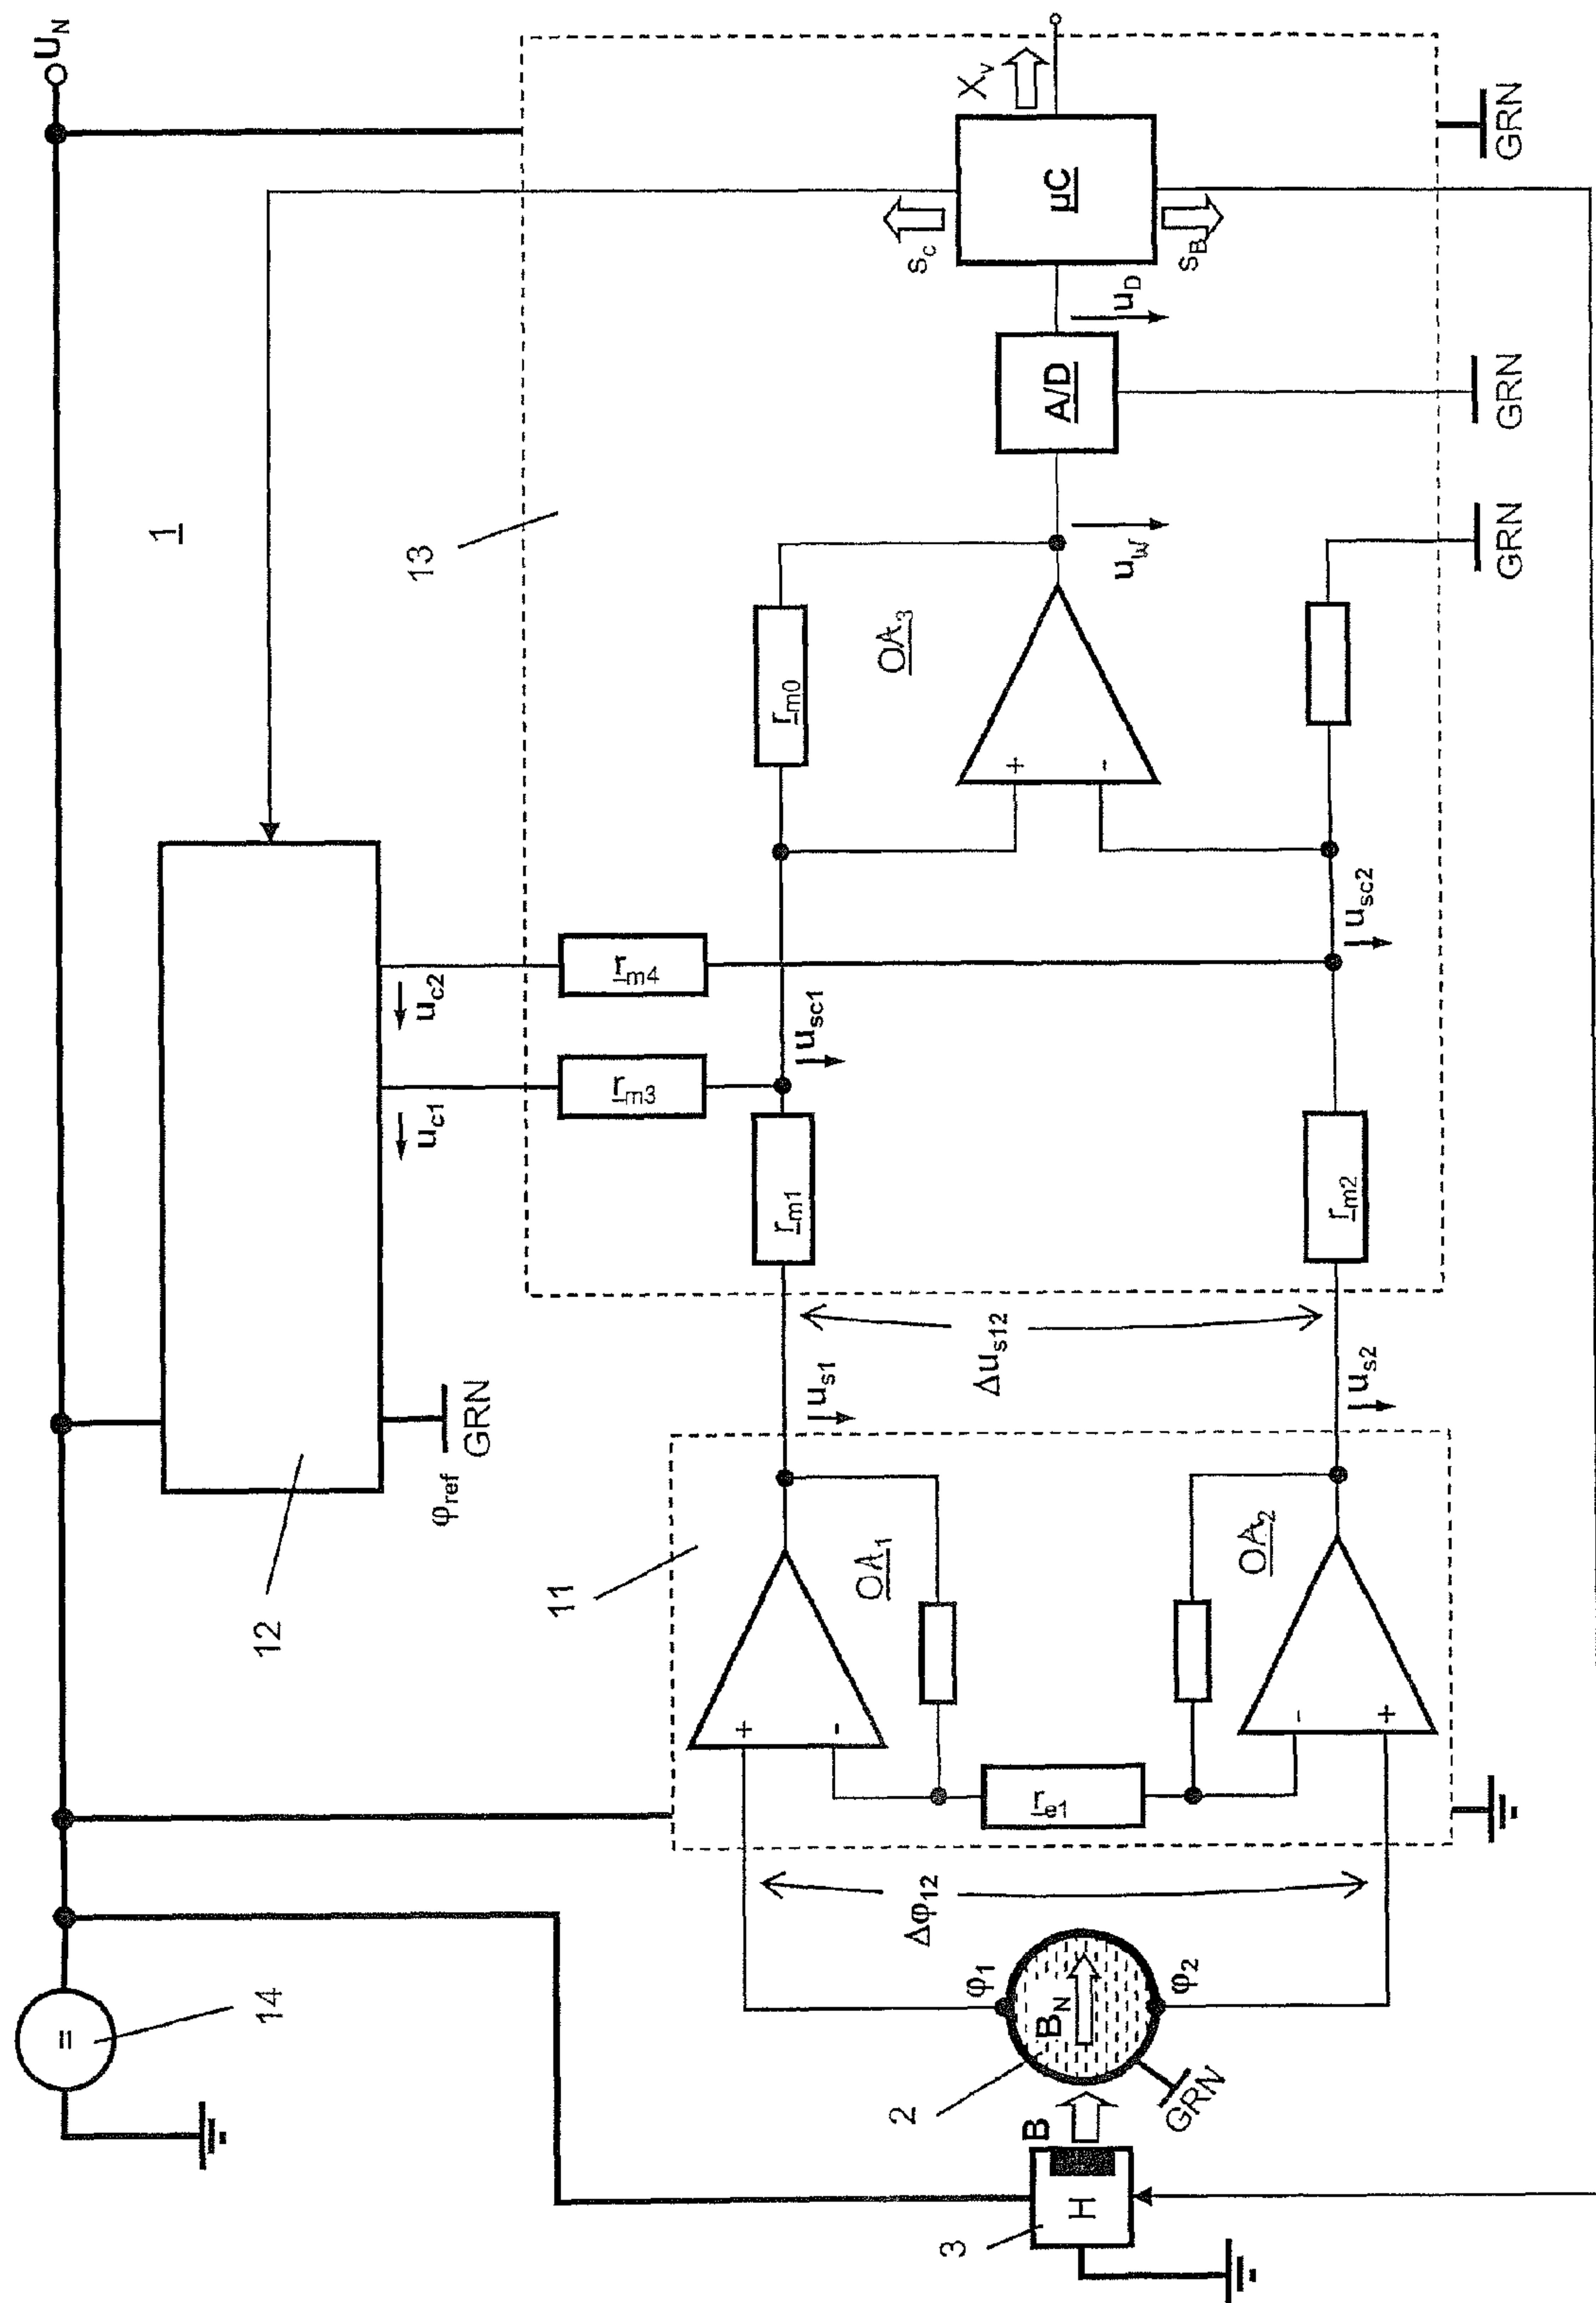 U_N
1
12
φ_ref
GRN
u_c1
u_c2
13
r_m3
r_m4
u_sc1
r_m1
r_m0
OA_3
+
-
u_W
A/D
u_D
µC
s_C
s_B
X_v
GRN
GRN
GRN
r_m2
u_sc2
u_s1
Δu_s12
u_s2
11
OA_1
+
-
r_e1
OA_2
-
+
Δφ_12
φ_1
φ_2
B_N
2
GRN
B
H
3
=
14